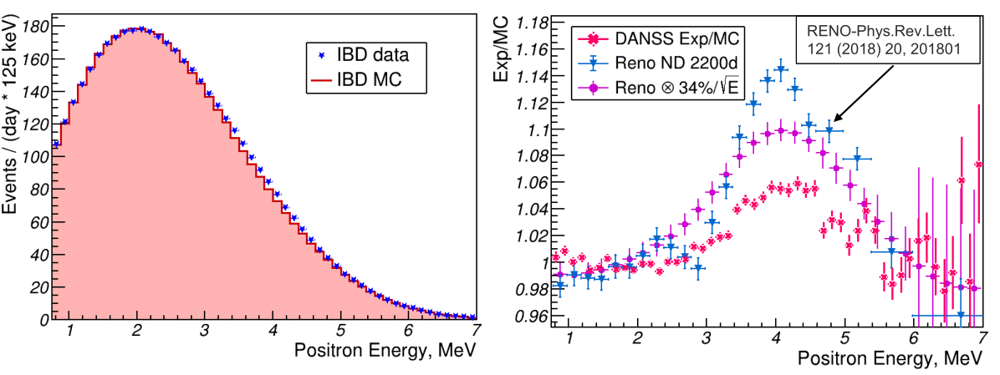 Events / (day * 125 keV)
180
160
140
120
100
80
60
40
20
0
IBD data
IBD MC
1 2 3 4 5 6 7
Positron Energy, MeV
Exp/MC
1.18
1.16
1.14
1.12
1.1
1.08
1.06
1.04
1.02
1
0.98
0.96
DANSS Exp/MC
Reno ND 2200d
Reno ⊗ 34%/√E
RENO-Phys.Rev.Lett.
121 (2018) 20, 201801
1 2 3 4 5 6 7
Positron Energy, MeV